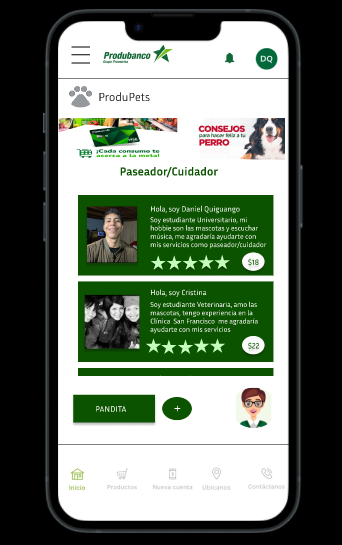 Produbanco
Grupo Promerica
DQ
ProduPets
¡Cada consumo te
acerca a la meta!
CONSEJOS
para hacer feliz a tu
PERRO
Paseador/Cuidador
Hola, soy Daniel Quiguango
Soy estudiante Universitario, mi
hobbie son las mascotas y escuchar
música, me agradaría ayudarte con
mis servicios como paseador/cuidador
$18
Hola, soy Cristina
Soy estudiante Veterinaria, amo las
mascotas, tengo experiencia en la
Clínica San Francisco me agradaría
ayudarte con mis servicios
$22
PANDITA
+
Inicio
Productos
Nueva cuenta
Ubícanos
Contáctanos